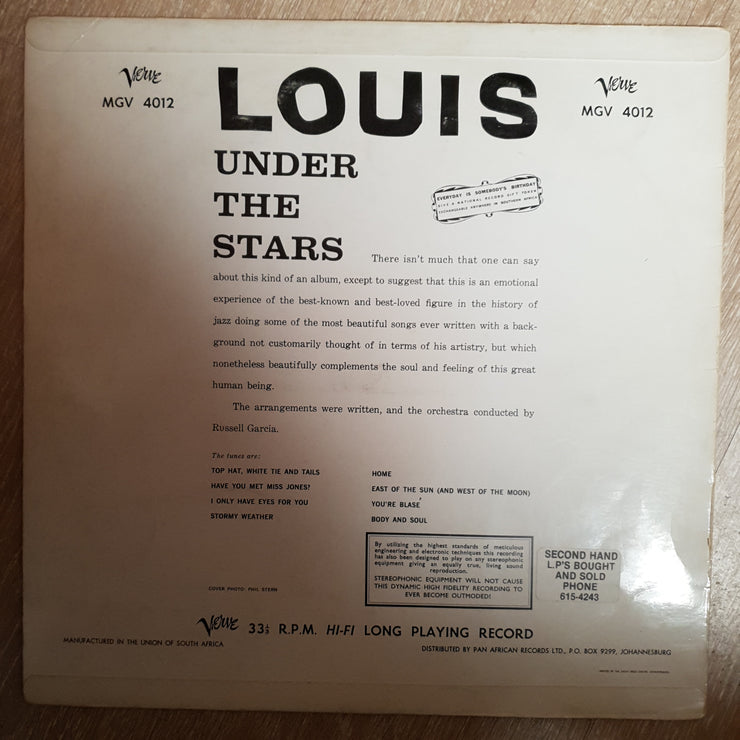 Verve
MGV 4012
LOUIS
Verve
MGV 4012
UNDER
THE
STARS
EVERYDAY IS SOMEBODY'S BIRTHDAY
GIVE A NATIONAL RECORD GIFT TOKEN
EXCHANGEABLE ANYWHERE IN SOUTHERN AFRICA
There isn't much that one can say
about this kind of an album, except to suggest that this is an emotional
experience of the best-known and best-loved figure in the history of
jazz doing some of the most beautiful songs ever written with a back-
ground not customarily thought of in terms of his artistry, but which
nonetheless beautifully complements the soul and feeling of this great
human being.
The arrangements were written, and the orchestra conducted by
Russell Garcia.
The tunes are:
TOP HAT, WHITE TIE AND TAILS
HAVE YOU MET MISS JONES?
I ONLY HAVE EYES FOR YOU
STORMY WEATHER
HOME
EAST OF THE SUN (AND WEST OF THE MOON)
YOU'RE BLASÉ
BODY AND SOUL
By utilising the highest standards of meticulous
engineering and electronic techniques this recording
has also been designed to play on any stereophonic
equipment giving an equally true, living sound
reproduction.
STEREOPHONIC EQUIPMENT WILL NOT CAUSE
THIS DYNAMIC HIGH FIDELITY RECORDING TO
EVER BECOME OUTMODED!
SECOND HAND
L.P'S BOUGHT
AND SOLD
PHONE
615-4243
COVER PHOTO: PHIL STERN
Verve 33⅓ R.P.M. HI-FI LONG PLAYING RECORD
MANUFACTURED IN THE UNION OF SOUTH AFRICA
DISTRIBUTED BY PAN AFRICAN RECORDS LTD., P.O. BOX 9299, JOHANNESBURG